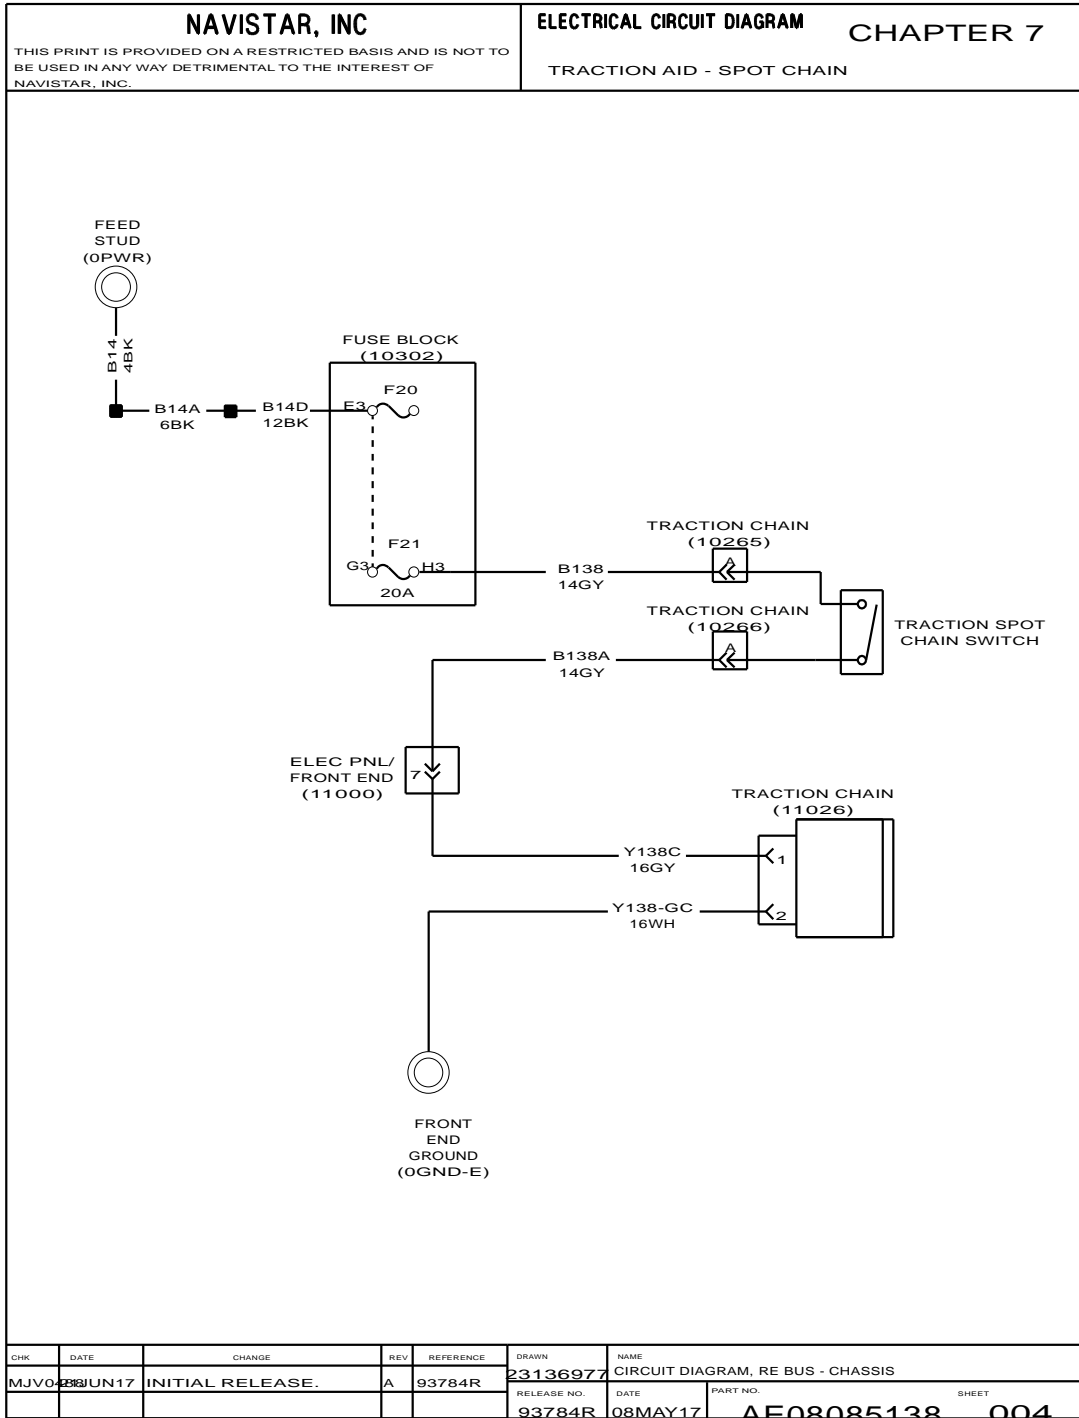 NAVISTAR, INC
THIS PRINT IS PROVIDED ON A RESTRICTED BASIS AND IS NOT TO
BE USED IN ANY WAY DETRIMENTAL TO THE INTEREST OF
NAVISTAR, INC.
ELECTRICAL CIRCUIT DIAGRAM
CHAPTER 7
TRACTION AID - SPOT CHAIN
FEED
STUD
(0PWR)
B14
4BK
B14A
6BK
B14D
12BK
FUSE BLOCK
(10302)
F20
E3
F21
G3
H3
20A
B138
14GY
TRACTION CHAIN
(10265)
A
TRACTION CHAIN
(10266)
A
B138A
14GY
TRACTION SPOT
CHAIN SWITCH
ELEC PNL/
FRONT END
(11000)
7
TRACTION CHAIN
(11026)
Y138C
16GY
1
Y138-GC
16WH
2
FRONT
END
GROUND
(0GND-E)
CHK DATE CHANGE REV REFERENCE
JUN17 INITIAL RELEASE. A 93784R
DRAWN
23136977
NAME
CIRCUIT DIAGRAM, RE BUS - CHASSIS
RELEASE NO.
93784R
DATE
08MAY17
PART NO.
AE08085138
SHEET
004